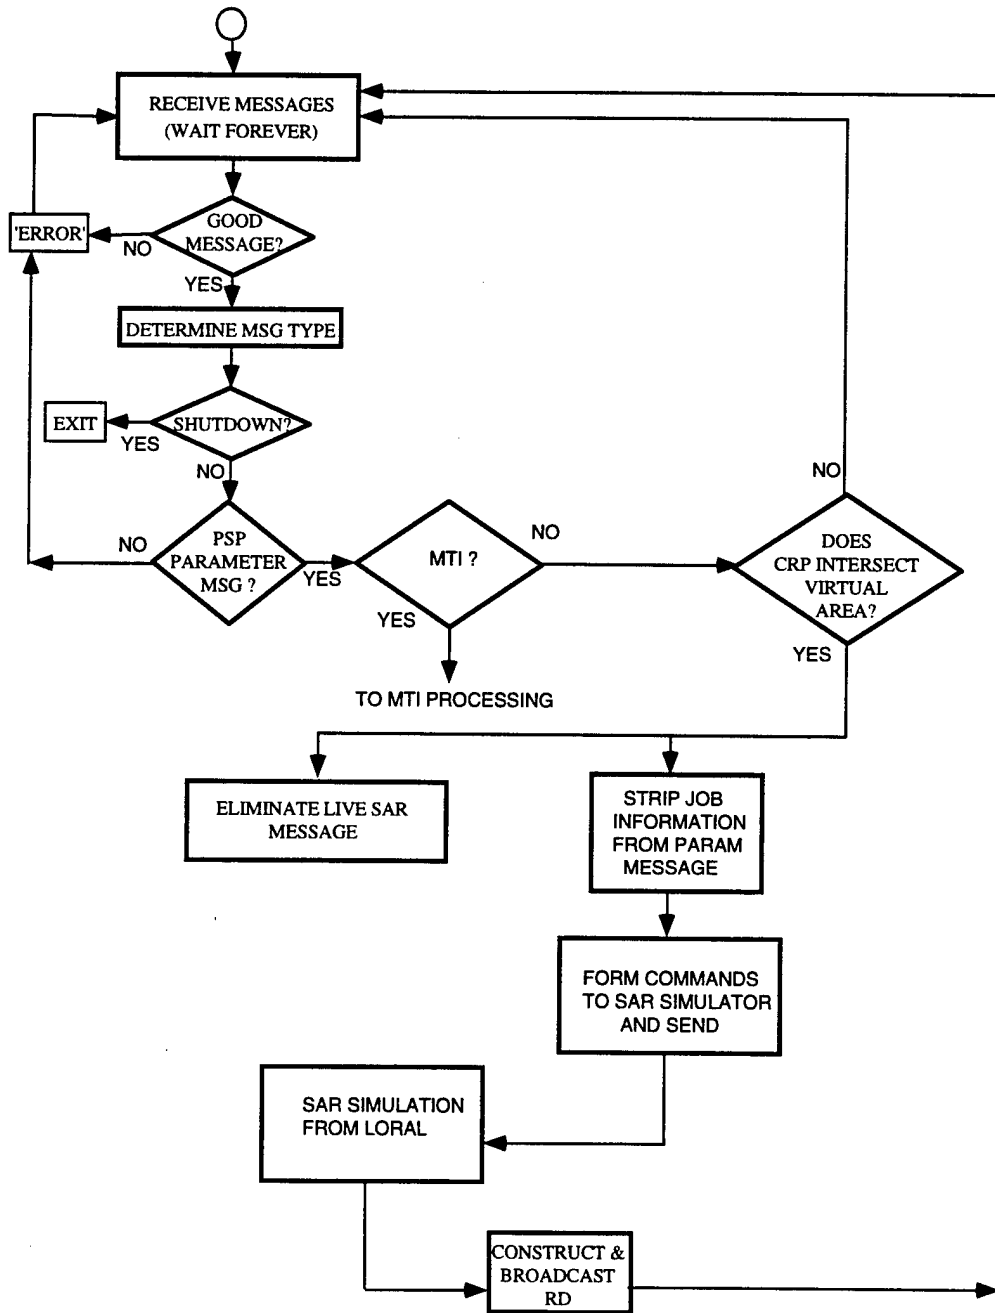 RECEIVE MESSAGES
(WAIT FOREVER)
GOOD
MESSAGE?
'ERROR'
NO
YES
DETERMINE MSG TYPE
EXIT
SHUTDOWN?
YES
NO
NO
PSP
PARAMETER
MSG ?
YES
MTI ?
NO
YES
TO MTI PROCESSING
NO
DOES
CRP INTERSECT
VIRTUAL
AREA?
YES
ELIMINATE LIVE SAR
MESSAGE
STRIP JOB
INFORMATION
FROM PARAM
MESSAGE
FORM COMMANDS
TO SAR SIMULATOR
AND SEND
SAR SIMULATION
FROM LORAL
CONSTRUCT &
BROADCAST
RD